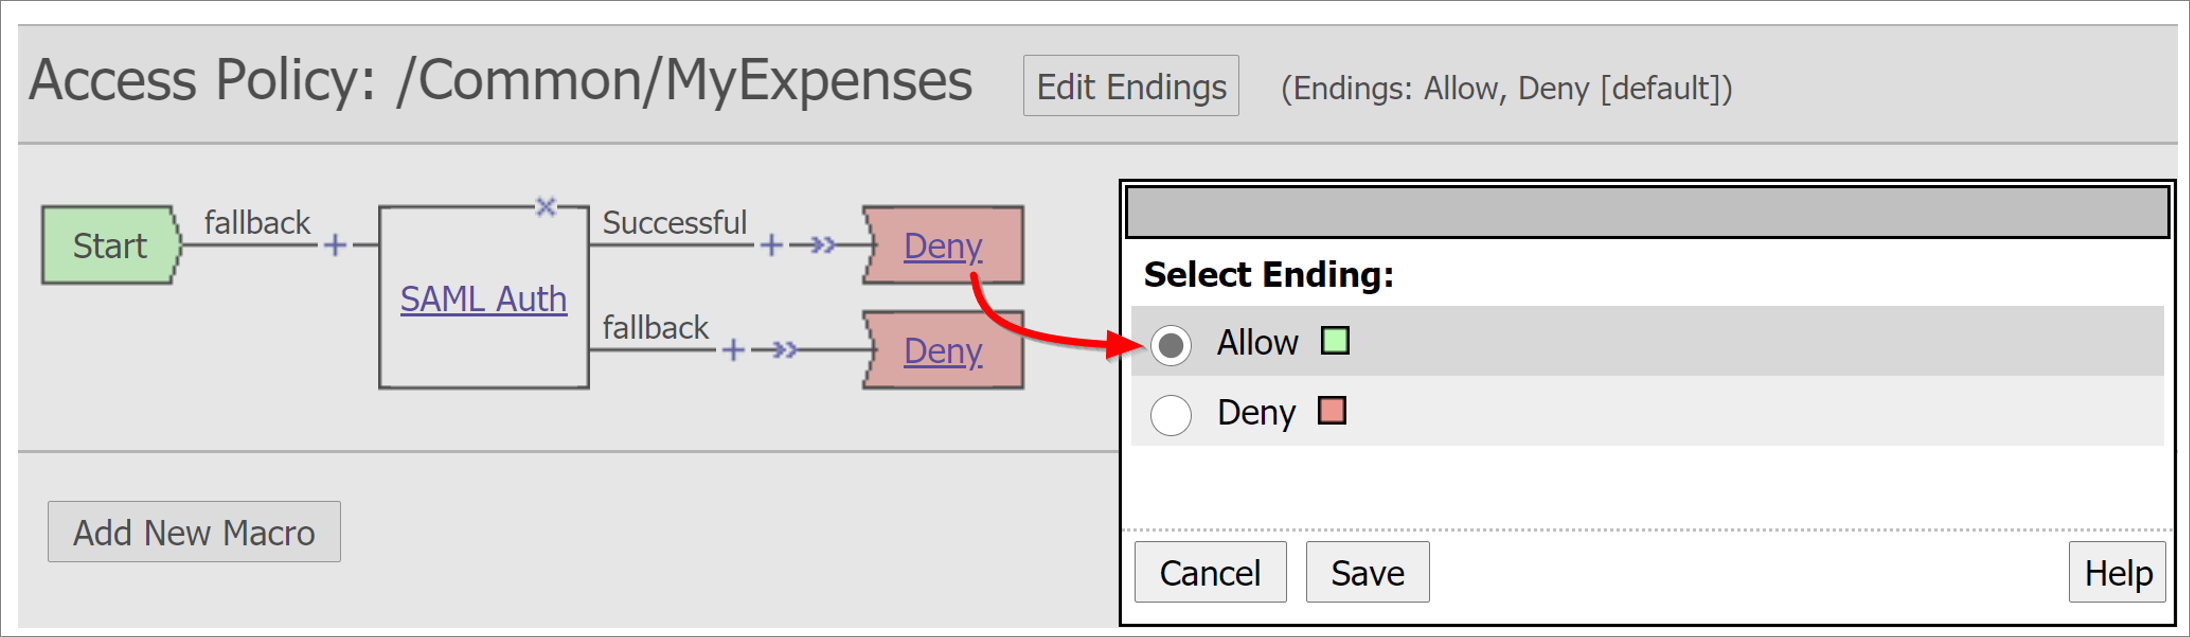 Access Policy: /Common/MyExpenses Edit Endings (Endings: Allow, Deny [default])
Start fallback SAML Auth Successful Deny
fallback Deny
Add New Macro
Select Ending:
Allow
Deny
Cancel Save Help